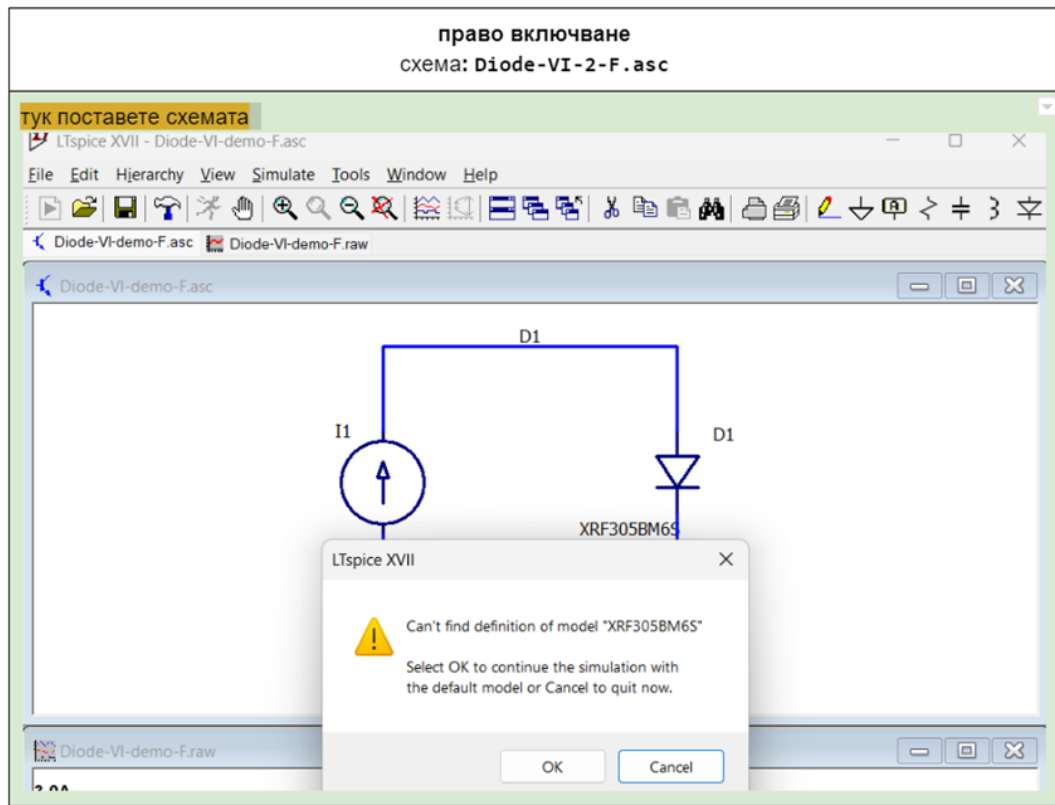 право включване
схема: Diode-VI-2-F.asc
тук поставете схемата
LTspice XVII - Diode-VI-demo-F.asc
File Edit Hierarchy View Simulate Tools Window Help
Diode-VI-demo-F.asc Diode-VI-demo-F.raw
Diode-VI-demo-F.asc
D1
I1
D1
XRF305BM6S
LTspice XVII
Can't find definition of model "XRF305BM6S"
Select OK to continue the simulation with
the default model or Cancel to quit now.
OK Cancel
Diode-VI-demo-F.raw